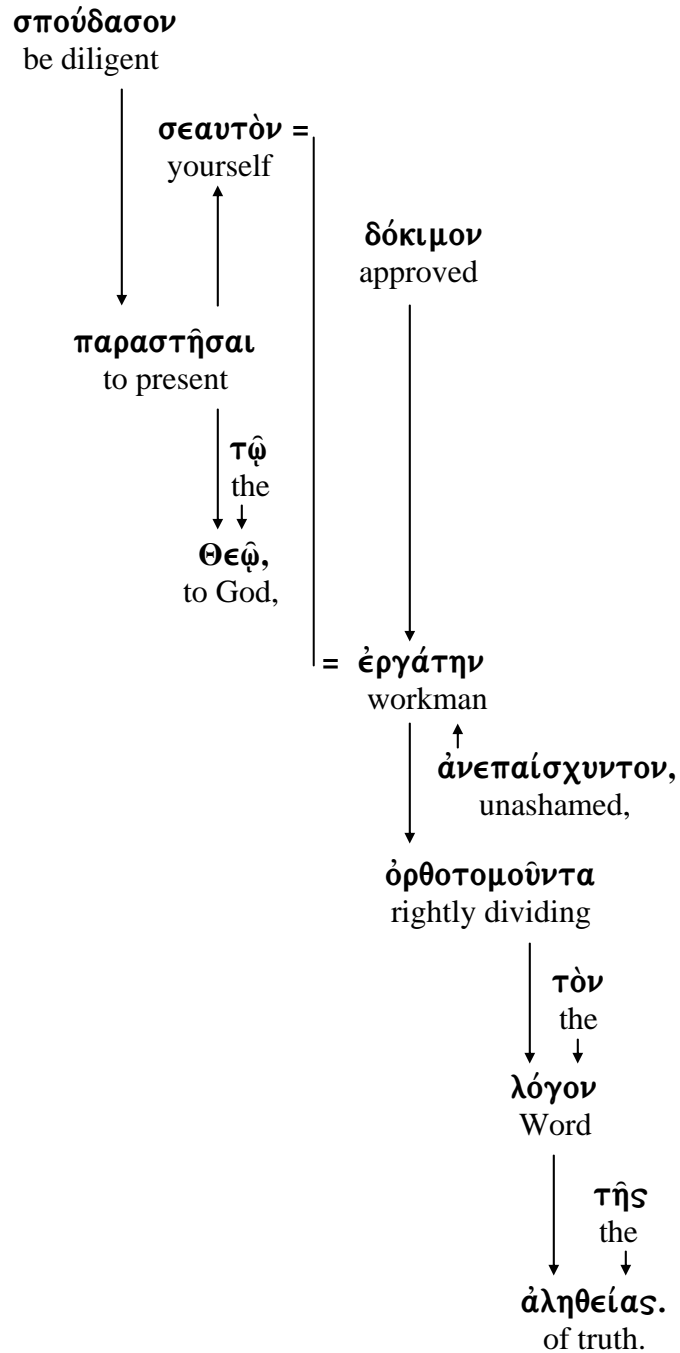 σπούδασον
be diligent
σεαυτὸν =
yourself
δόκιμον
approved
παραστῆσαι
to present
τῷ
the
Θεῷ,
to God,
= ἐργάτην
workman
ἀνεπαίσχυντον,
unashamed,
ὀρθοτομοῦντα
rightly dividing
τὸν
the
λόγον
Word
τῆς
the
ἀληθείας.
of truth.